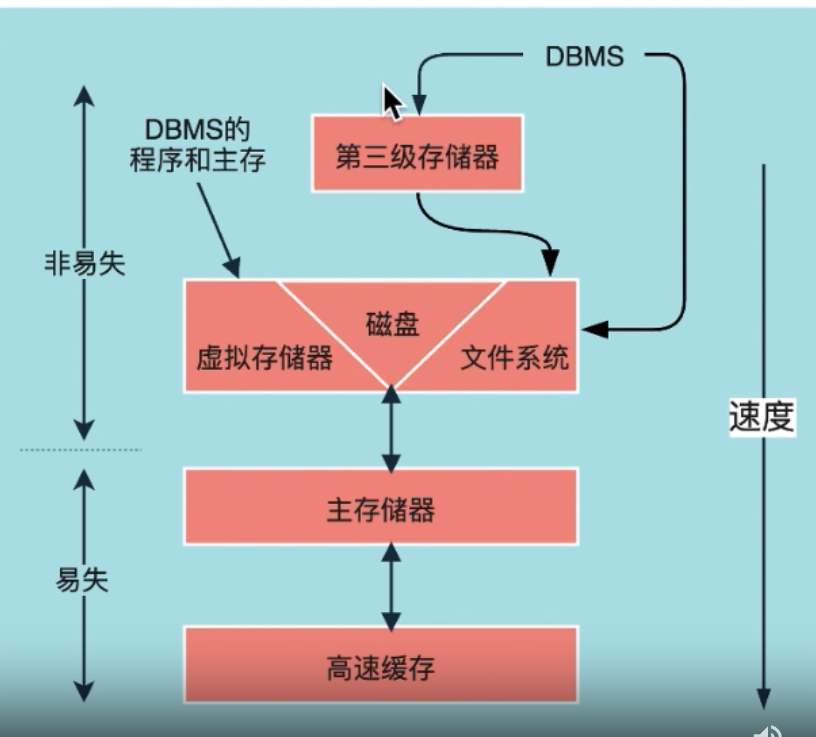 DBMS
DBMS的
程序和主存
第三级存储器
非易失
磁盘
虚拟存储器
文件系统
速度
主存储器
易失
高速缓存